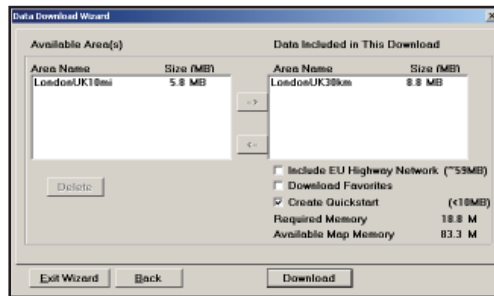 Data Download Wizard
Available Area(s)
Data Included in This Download
Area Name Size (MB)
LondonUK10mi 5.8 MB
Area Name Size (MB)
LondonUK30km 8.8 MB
->
<-
Delete
Include EU Highway Network (~59MB)
Download Favorites
Create Quickstart (<10MB)
Required Memory 18.8 M
Available Map Memory 83.3 M
Exit Wizard
Back
Download